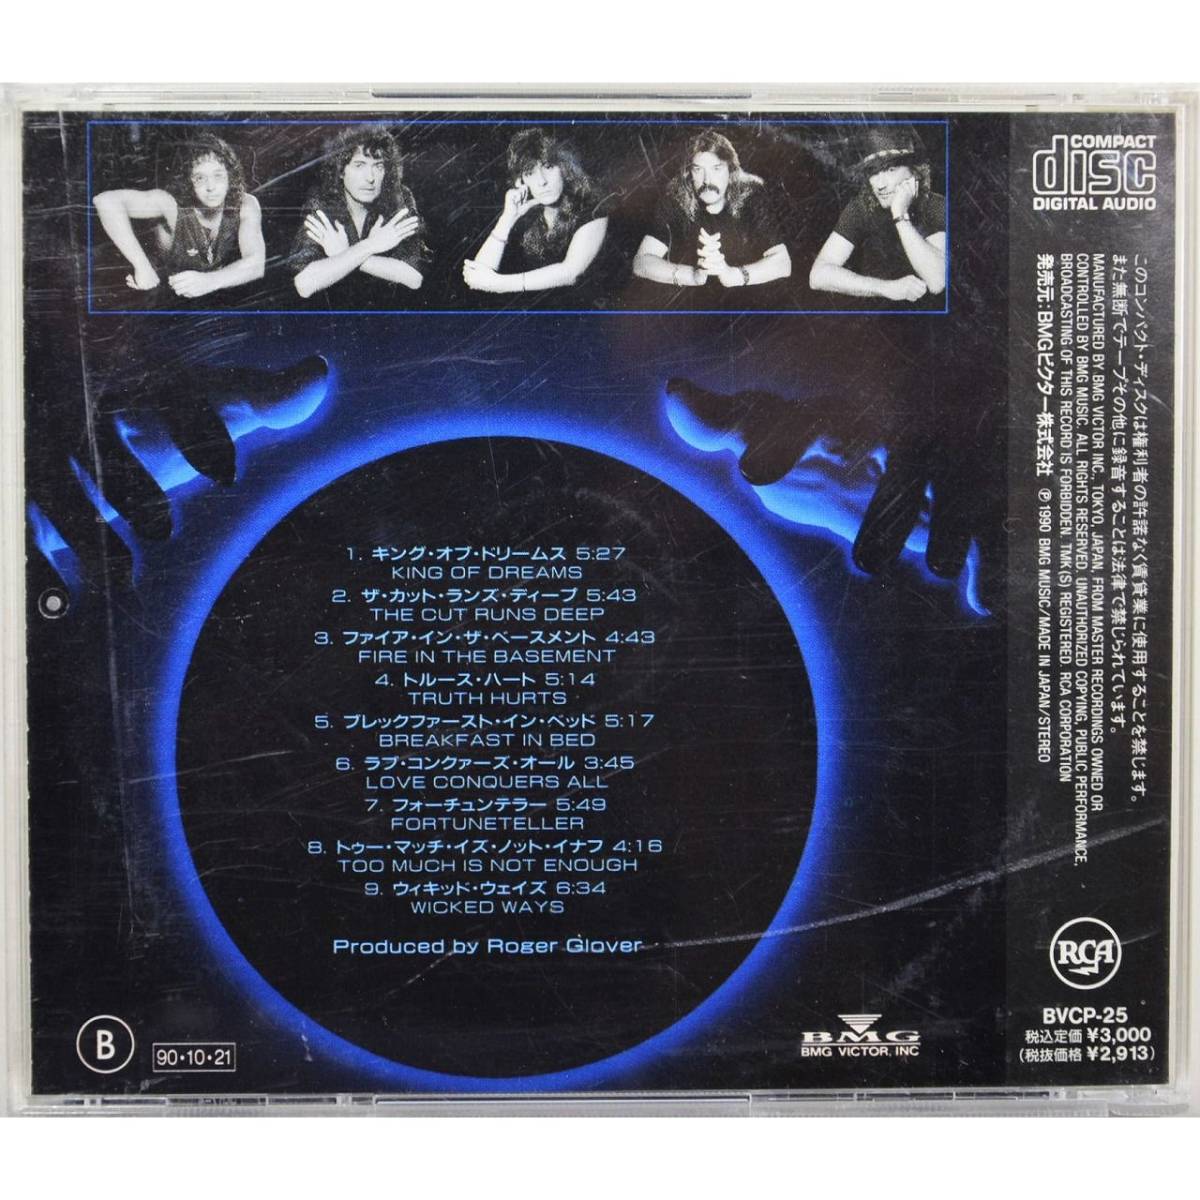 1. キング・オブ・ドリームス 5:27
KING OF DREAMS
2. ザ・カット・ランズ・ディープ 5:43
THE CUT RUNS DEEP
3. ファイア・イン・ザ・ベースメント 4:43
FIRE IN THE BASEMENT
4. トルース・ハート 5:14
TRUTH HURTS
5. ブレックファースト・イン・ベッド 5:17
BREAKFAST IN BED
6. ラブ・コンクァーズ・オール 3:45
LOVE CONQUERS ALL
7. フォーチュンテラー 5:49
FORTUNETELLER
8. トゥー・マッチ・イズ・ノット・イナフ 4:16
TOO MUCH IS NOT ENOUGH
9. ウィキッド・ウェイズ 6:34
WICKED WAYS
Produced by Roger Glover
B
90・10・21
BMG
BMG VICTOR, INC
COMPACT
disc
DIGITAL AUDIO
このコンパクト・ディスクは権利者の許諾なく賃貸業に使用することを禁じます。
また無断でテープその他に録音することは法律で禁じられています。
MANUFACTURED BY BMG VICTOR INC., TOKYO, JAPAN, FROM MASTER RECORDINGS OWNED OR
CONTROLLED BY BMG MUSIC. ALL RIGHTS RESERVED. UNAUTHORIZED COPYING, PUBLIC PERFORMANCE,
BROADCASTING OF THIS RECORD IS FORBIDDEN. TMK(S) REGISTERED. RCA CORPORATION
発売元：BMGビクター株式会社 ℗1990 BMG MUSIC/MADE IN JAPAN/STEREO
RCA
BVCP-25
税込定価 ¥3,000
(税抜価格 ¥2,913)